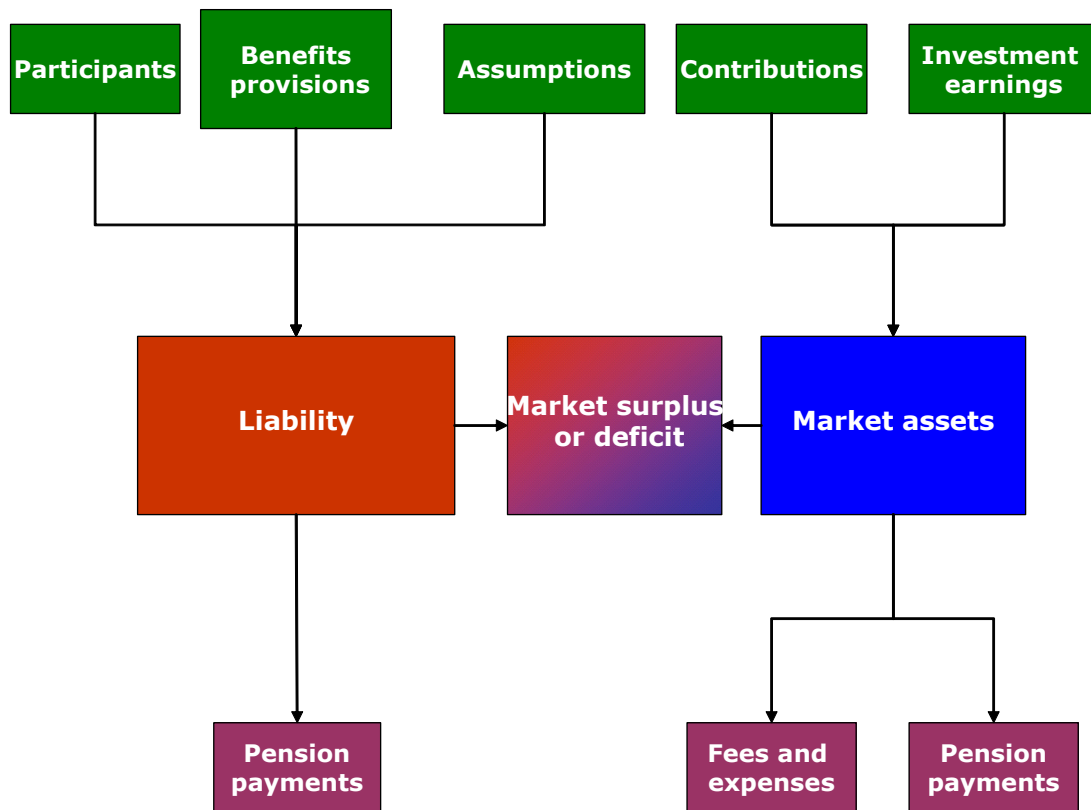 Participants
Benefits
provisions
Assumptions
Contributions
Investment
earnings
Liability
Market surplus
or deficit
Market assets
Pension
payments
Fees and
expenses
Pension
payments